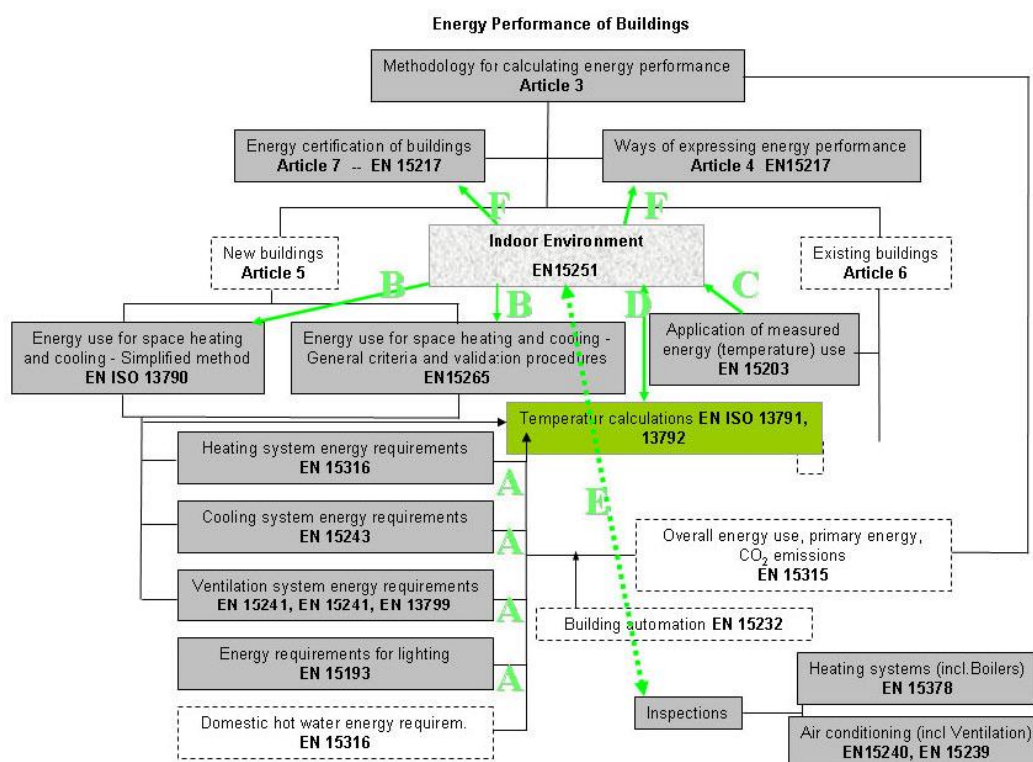 Energy Performance of Buildings
Methodology for calculating energy performance
Article 3
Energy certification of buildings
Article 7 -- EN 15217
Ways of expressing energy performance
Article 4 EN15217
F
F
New buildings
Article 5
Indoor Environment
EN15251
Existing buildings
Article 6
B
B
D
C
Energy use for space heating
and cooling - Simplified method
EN ISO 13790
Energy use for space heating and cooling -
General criteria and validation procedures
EN15265
Application of measured
energy (temperature) use
EN 15203
Temperatur calculations EN ISO 13791,
13792
Heating system energy requirements
EN 15316
A
E
Cooling system energy requirements
EN 15243
A
Overall energy use, primary energy,
CO2 emissions
EN 15315
Ventilation system energy requirements
EN 15241, EN 15241, EN 13799
A
Building automation EN 15232
Energy requirements for lighting
EN 15193
A
Heating systems (incl.Boilers)
EN 15378
Inspections
Domestic hot water energy requirem.
EN 15316
Air conditioning (incl Ventilation)
EN15240, EN 15239